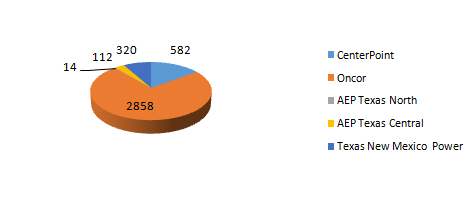 320
582
112
14
2858
CenterPoint
Oncor
AEP Texas North
AEP Texas Central
Texas New Mexico Power